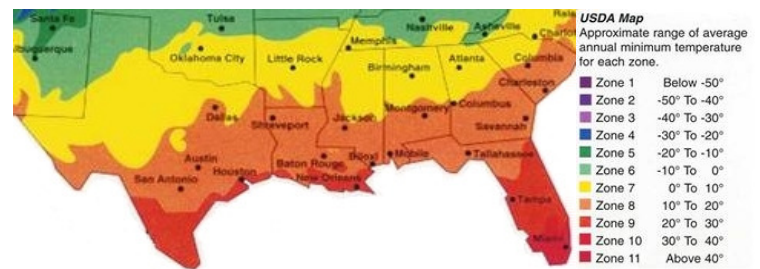 Santa Fe
Tulsa
Nashville
Asheville
Rale
Charlo
lbuquerque
Oklahoma City
Little Rock
Memphis
Birmingham
Atlanta
Columbia
Charleston
Dallas
Shreveport
Jackson
Montgomery
Columbus
Savannah
Austin
San Antonio
Houston
Baton Rouge
New Orleans
Biloxi
Mobile
Tallahassee
Tampa
Miami
USDA Map
Approximate range of average
annual minimum temperature
for each zone.
Zone 1 Below -50°
Zone 2 -50° To -40°
Zone 3 -40° To -30°
Zone 4 -30° To -20°
Zone 5 -20° To -10°
Zone 6 -10° To 0°
Zone 7 0° To 10°
Zone 8 10° To 20°
Zone 9 20° To 30°
Zone 10 30° To 40°
Zone 11 Above 40°